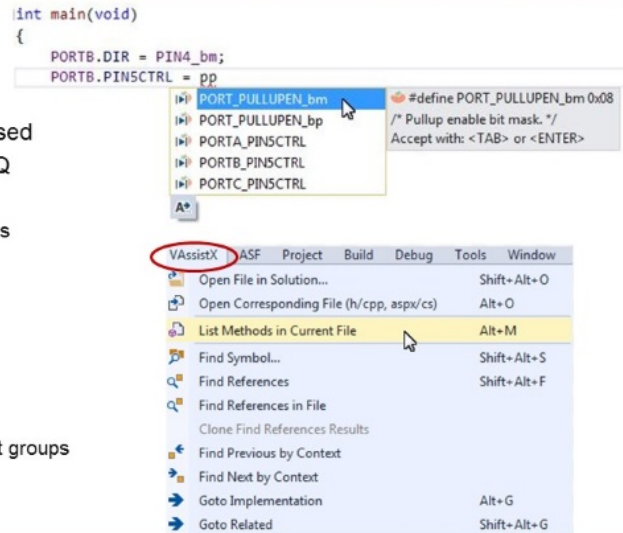 int main(void)
{
PORTB.DIR = PIN4_bm;
PORTB.PIN5CTRL = pp
PORT_PULLUPEN_bm
PORT_PULLUPEN_bp
PORTA_PIN5CTRL
PORTB_PIN5CTRL
PORTC_PIN5CTRL
A
#define PORT_PULLUPEN_bm 0x08
/* Pullup enable bit mask. */
Accept with: <TAB> or <ENTER>
sed
Q
s
t groups
VAssistX ASF Project Build Debug Tools Window
Open File in Solution... Shift+Alt+O
Open Corresponding File (h/cpp, aspx/cs) Alt+O
List Methods in Current File Alt+M
Find Symbol... Shift+Alt+S
Find References Shift+Alt+F
Find References in File
Clone Find References Results
Find Previous by Context
Find Next by Context
Goto Implementation Alt+G
Goto Related Shift+Alt+G